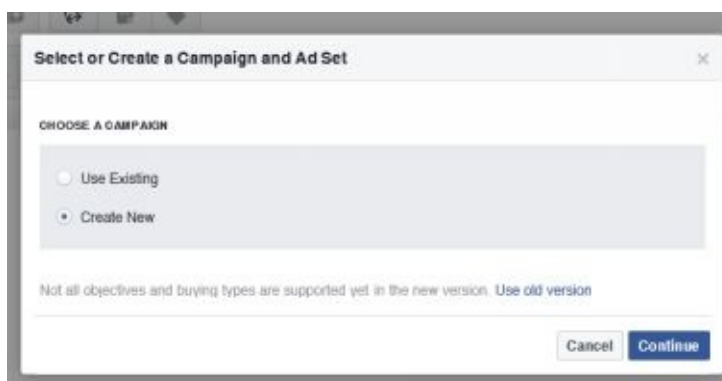 Select or Create a Campaign and Ad Set
CHOOSE A CAMPAIGN
Use Existing
Create New
Not all objectives and buying types are supported yet in the new version. Use old version
Cancel
Continue